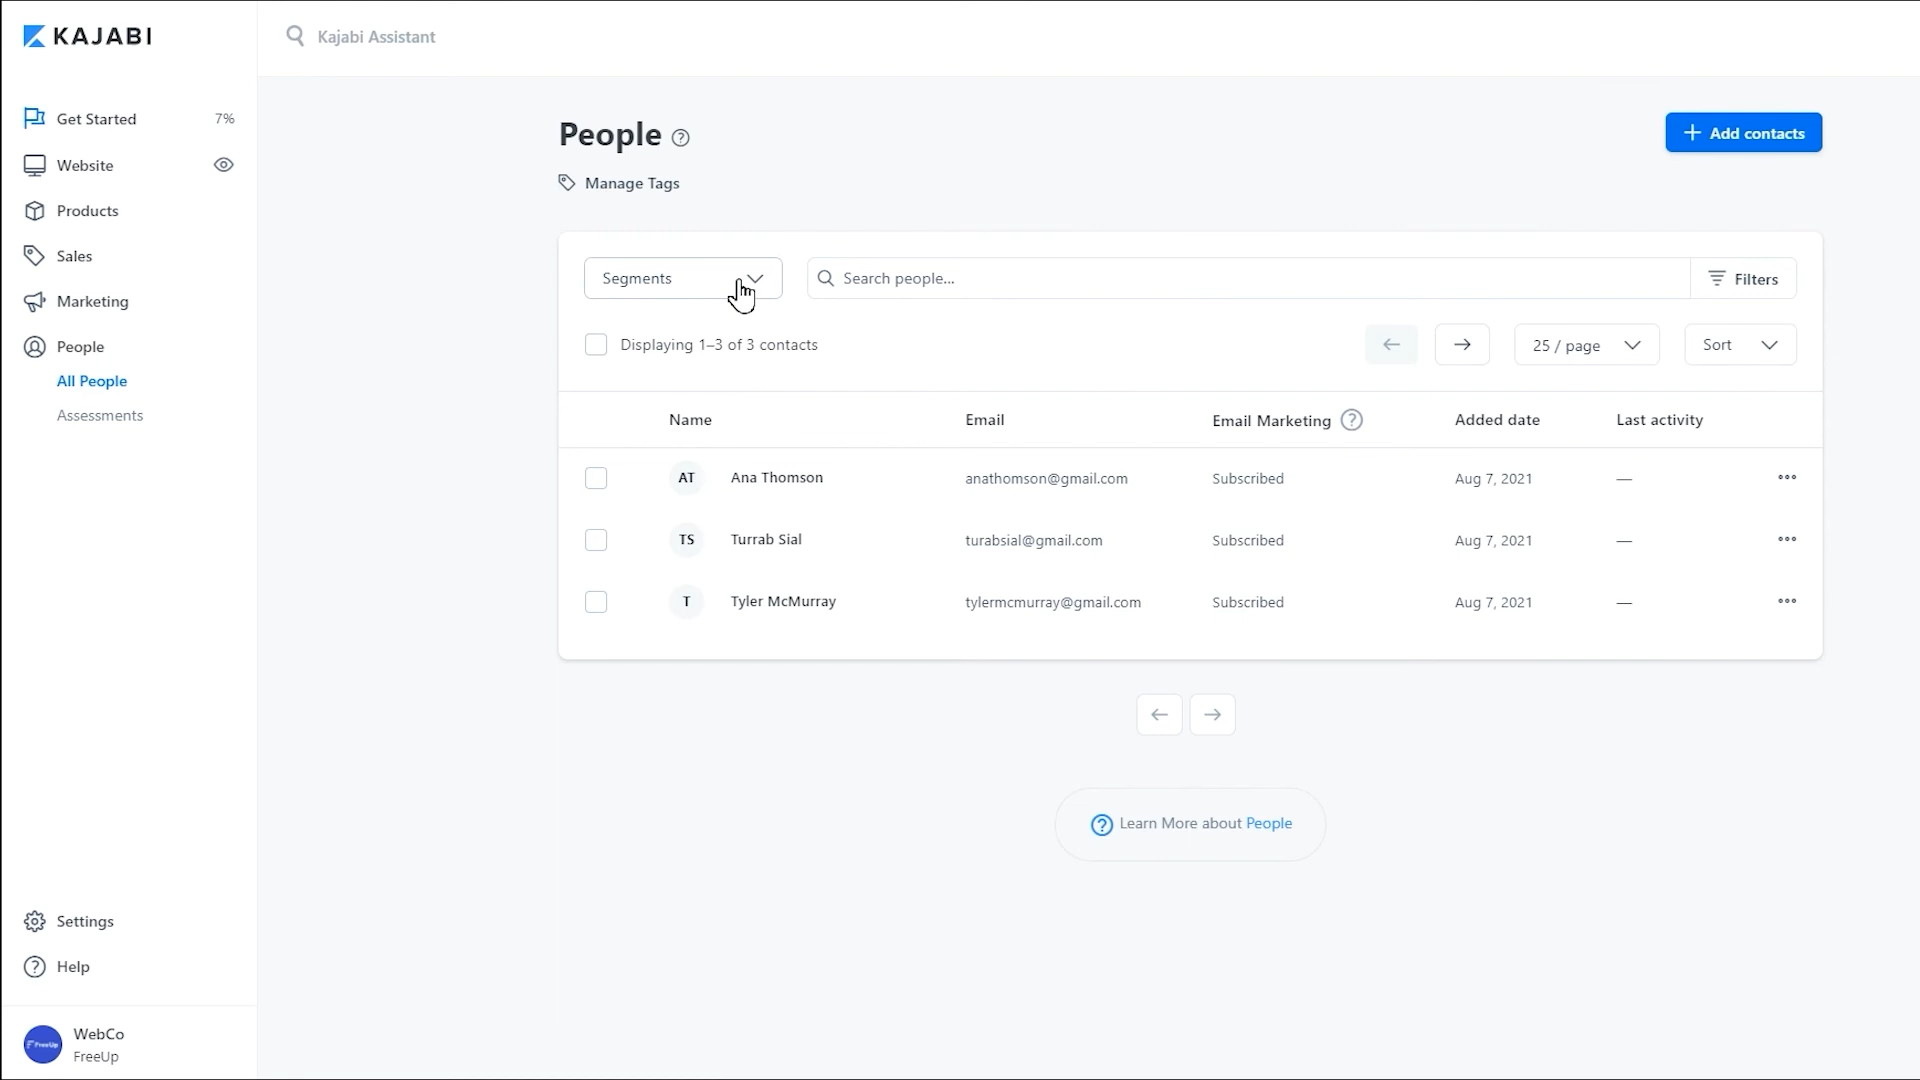 KAJABI
Kajabi Assistant
Get Started 7%
Website
Products
Sales
Marketing
People
All People
Assessments
Settings
Help
FreeUp
WebCo
FreeUp
People ?
+ Add contacts
Manage Tags
Segments
Search people...
Filters
Displaying 1–3 of 3 contacts
25 / page
Sort
Name Email Email Marketing ? Added date Last activity
AT Ana Thomson anathomson@gmail.com Subscribed Aug 7, 2021 —
TS Turrab Sial turabsial@gmail.com Subscribed Aug 7, 2021 —
T Tyler McMurray tylermcmurray@gmail.com Subscribed Aug 7, 2021 —
? Learn More about People